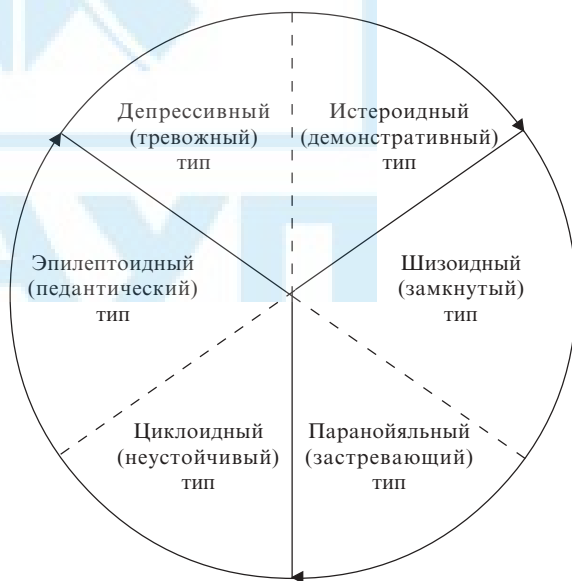 Депрессивный
(тревожный)
тип
Истероидный
(демонстративный)
тип
Эпилептоидный
(педантический)
тип
Шизоидный
(замкнутый)
тип
Циклоидный
(неустойчивый)
тип
Паранойяльный
(застревающий)
тип